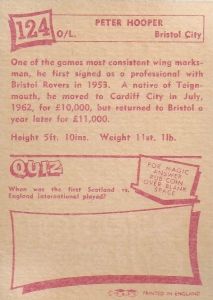 124
O/L.
PETER HOOPER
Bristol City
One of the games most consistent wing marks-
man, he first signed as a professional with
Bristol Rovers in 1953. A native of Teign-
mouth, he moved to Cardiff City in July,
1962, for £10,000, but returned to Bristol a
year later for £11,000.
Height 5ft. 10ins. Weight 11st. 1lb.
QUIZ
When was the first Scotland vs.
England international played?
FOR MAGIC
ANSWER
RUB COIN
OVER BLANK
SPACE
PRINTED IN ENGLAND